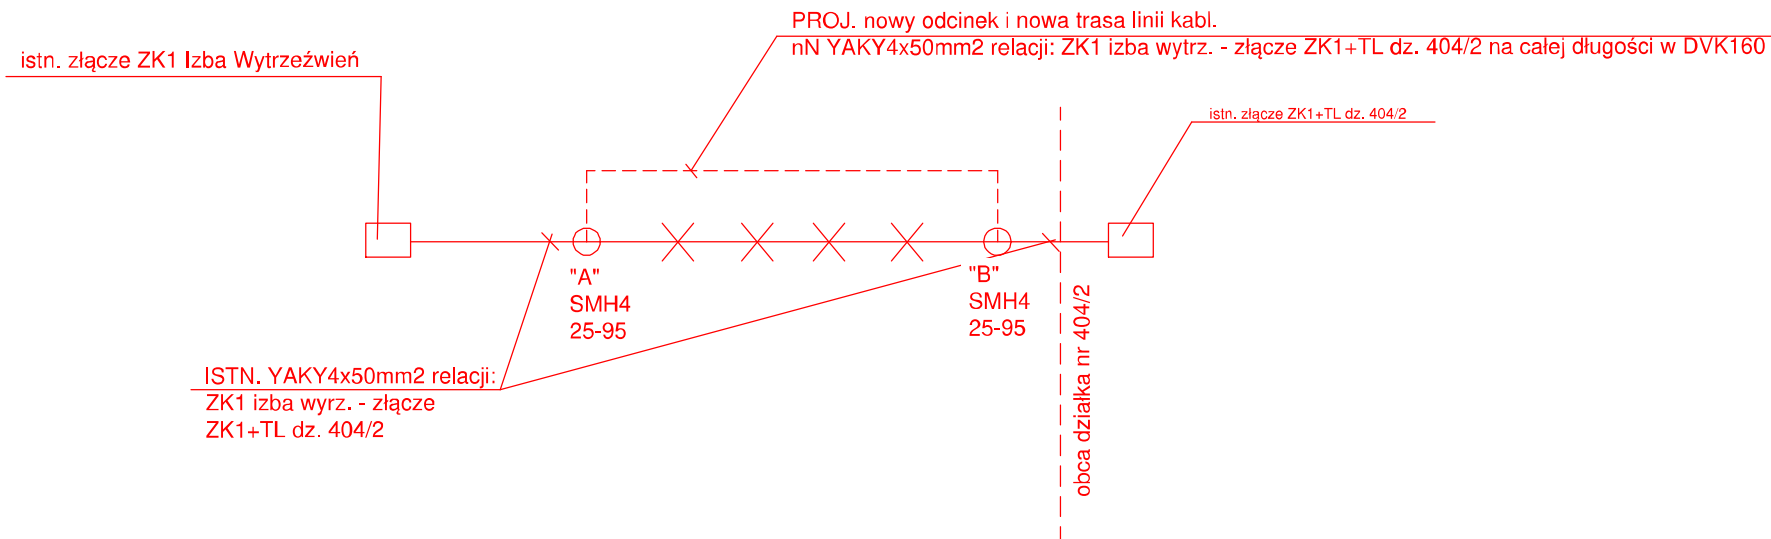 PROJ. nowy odcinek i nowa trasa linii kabl.
nN YAKY4x50mm2 relacji: ZK1 izba wytrz. - złącze ZK1+TL dz. 404/2 na całej długości w DVK160
istn. złącze ZK1 Izba Wytrzeźwień
istn. złącze ZK1+TL dz. 404/2
"A"
SMH4
25-95
"B"
SMH4
25-95
obca działka nr 404/2
ISTN. YAKY4x50mm2 relacji:
ZK1 izba wyrz. - złącze
ZK1+TL dz. 404/2